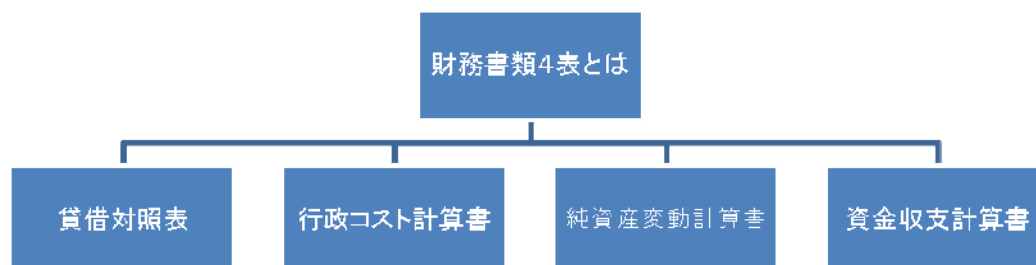 財務書類4表とは
貸借対照表
行政コスト計算書
純資産変動計算書
資金収支計算書